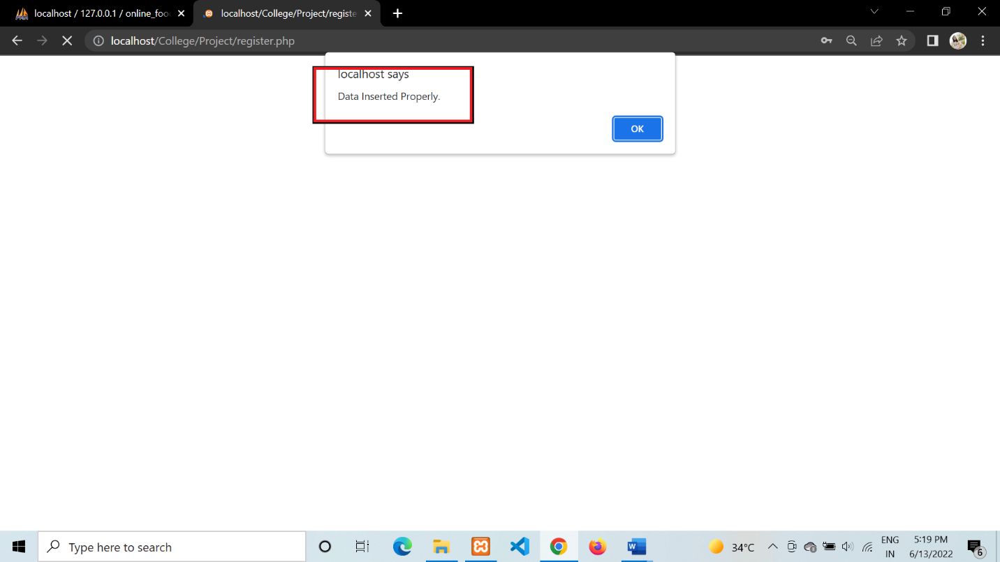 localhost / 127.0.0.1 / online_foo
localhost/College/Project/registe
localhost/College/Project/register.php
localhost says
Data Inserted Properly.
OK
Type here to search
34°C
ENG
IN
5:19 PM
6/13/2022
6